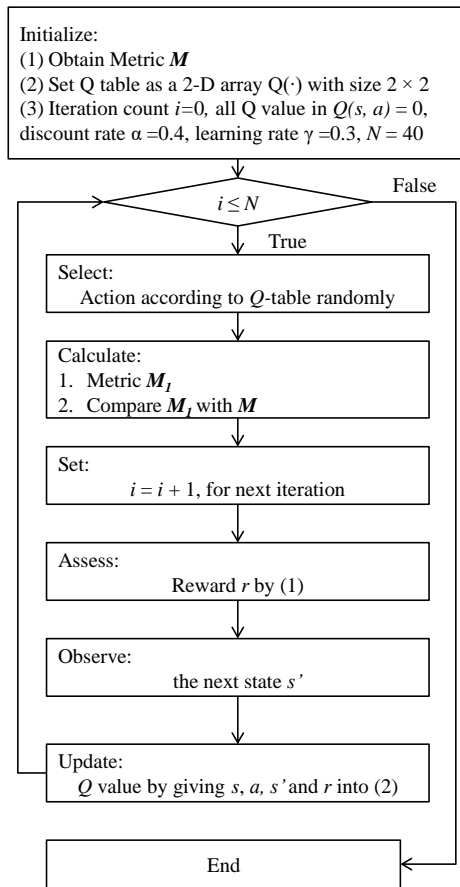 Initialize:
(1) Obtain Metric M
(2) Set Q table as a 2-D array Q(·) with size 2 × 2
(3) Iteration count i=0, all Q value in Q(s, a) = 0,
discount rate α =0.4, learning rate γ =0.3, N = 40
i ≤ N
False
True
Select:
Action according to Q-table randomly
Calculate:
1. Metric M₁
2. Compare M₁ with M
Set:
i = i + 1, for next iteration
Assess:
Reward r by (1)
Observe:
the next state s’
Update:
Q value by giving s, a, s’ and r into (2)
End